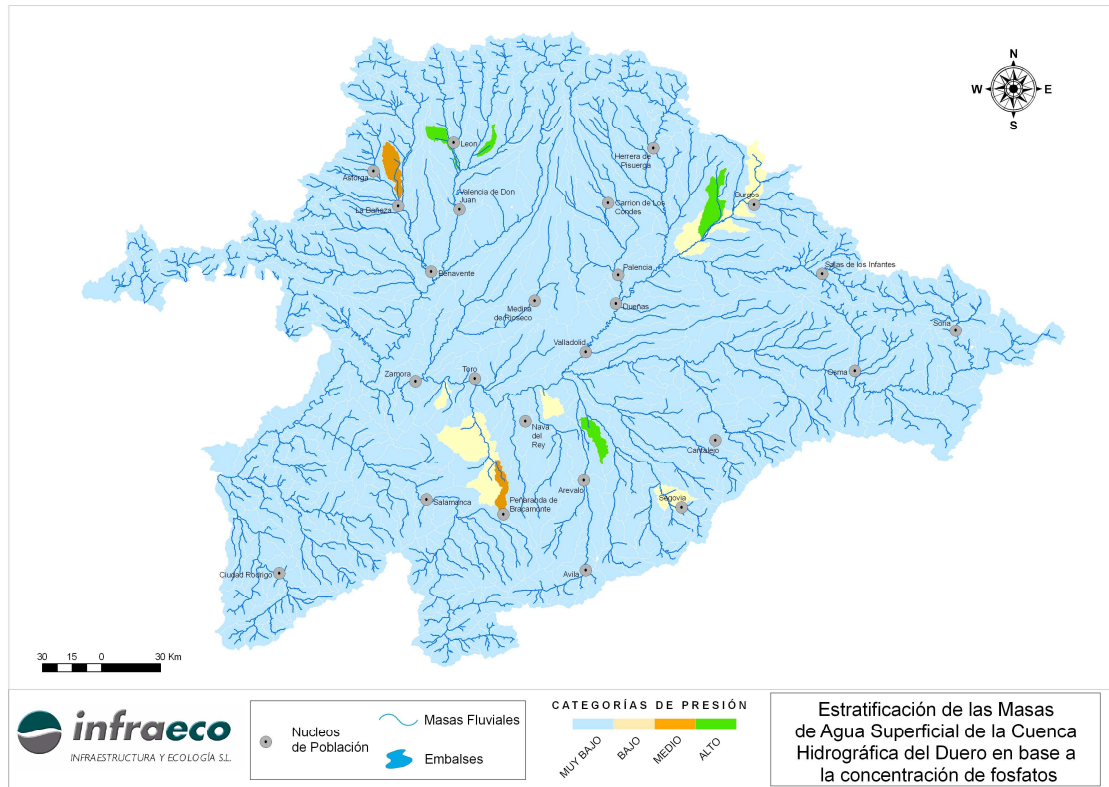 N
W E
S
Leon
Astorga
Herrera de
Pisuerga
La Bañeza
Valencia de Don
Juan
Carrion de Los
Condes
Burgos
Benavente
Palencia
Salas de los Infantes
Medina
de Rioseco
Dueñas
Soria
Valladolid
Zamora
Toro
Osma
Nava
del
Rey
Cantalejo
Arevalo
Salamanca
Peñaranda de
Bracamonte
Segovia
Ciudad Rodrigo
Avila
30 15 0 30 Km
infraeco
INFRAESTRUCTURA Y ECOLOGÍA S.L.
Núcleos
de Población
Masas Fluviales
Embalses
CATEGORÍAS DE PRESIÓN
MUY BAJO
BAJO
MEDIO
ALTO
Estratificación de las Masas
de Agua Superficial de la Cuenca
Hidrográfica del Duero en base a
la concentración de fosfatos